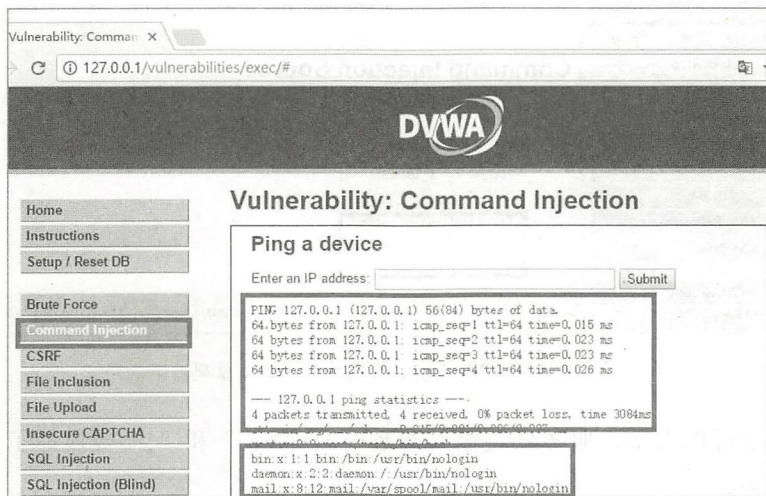 Vulnerability: Comman ×
127.0.0.1/vulnerabilities/exec/#
DVWA
Home
Instructions
Setup / Reset DB
Brute Force
Command Injection
CSRF
File Inclusion
File Upload
Insecure CAPTCHA
SQL Injection
SQL Injection (Blind)
Vulnerability: Command Injection
Ping a device
Enter an IP address:
Submit
PING 127.0.0.1 (127.0.0.1) 56(84) bytes of data.
64 bytes from 127.0.0.1: icmp_seq=1 ttl=64 time=0.015 ms
64 bytes from 127.0.0.1: icmp_seq=2 ttl=64 time=0.023 ms
64 bytes from 127.0.0.1: icmp_seq=3 ttl=64 time=0.023 ms
64 bytes from 127.0.0.1: icmp_seq=4 ttl=64 time=0.026 ms
--- 127.0.0.1 ping statistics ---
4 packets transmitted, 4 received, 0% packet loss, time 3084ms
bin:x:1:1:bin:/bin:/usr/bin/nologin
daemon:x:2:2:daemon:/:/usr/bin/nologin
mail:x:8:12:mail:/var/spool/mail:/usr/bin/nologin